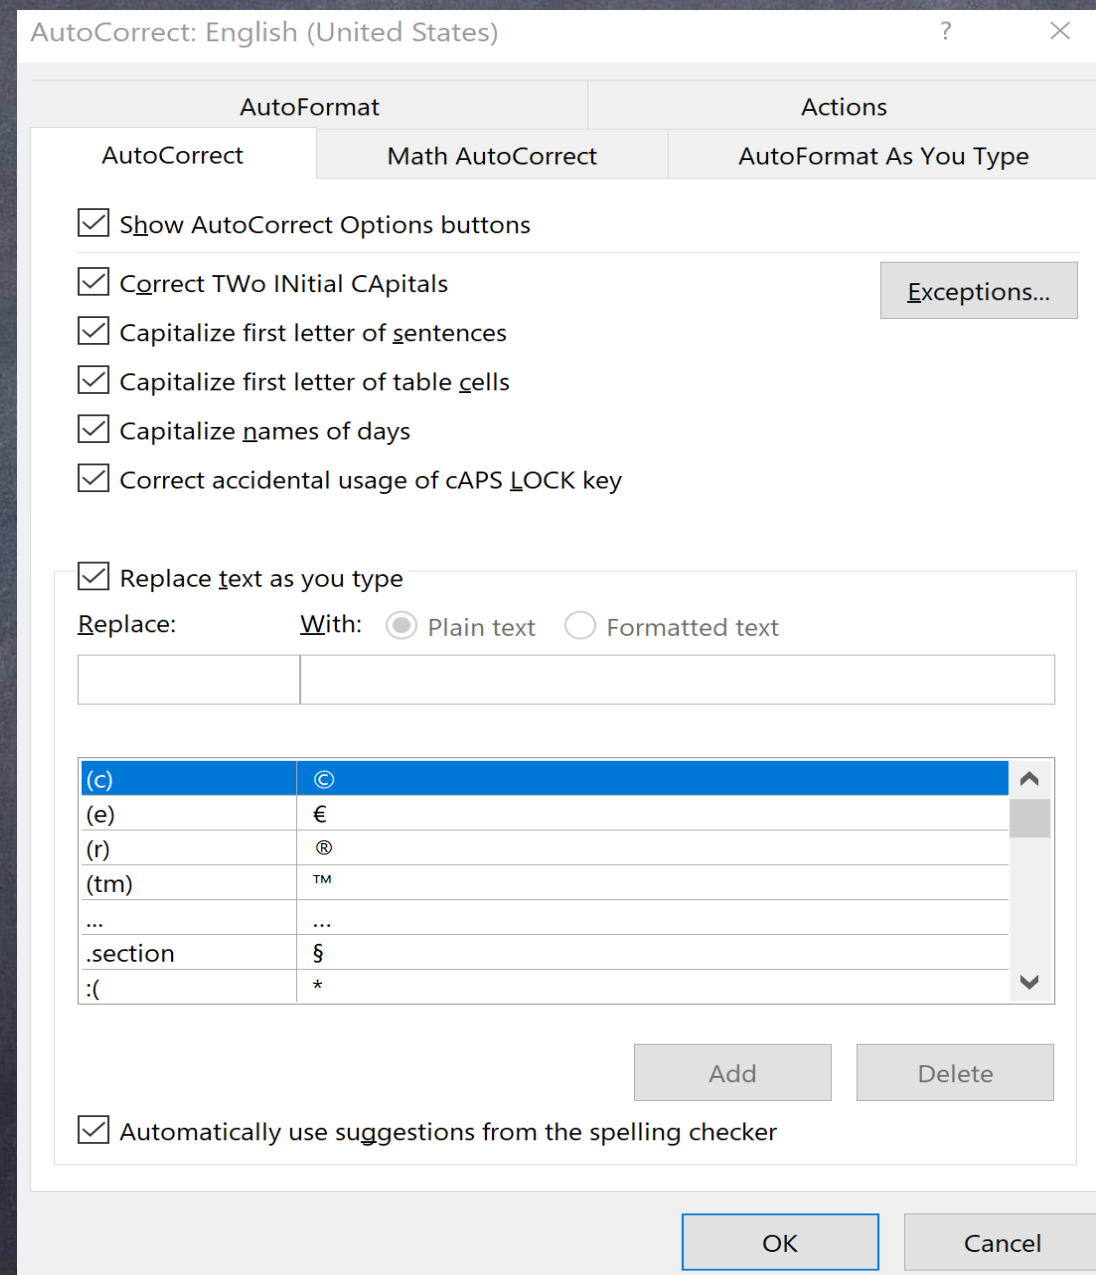 AutoCorrect: English (United States) ?
AutoFormat Actions
AutoCorrect Math AutoCorrect AutoFormat As You Type
Show AutoCorrect Options buttons
Correct TWo INitial CApitals Exceptions...
Capitalize first letter of sentences
Capitalize first letter of table cells
Capitalize names of days
Correct accidental usage of cAPS LOCK key
Replace text as you type
Replace: With: Plain text Formatted text
(c) ©
(e) €
(r) ®
(tm) ™
... ...
.section §
:( *
Add Delete
Automatically use suggestions from the spelling checker
OK Cancel